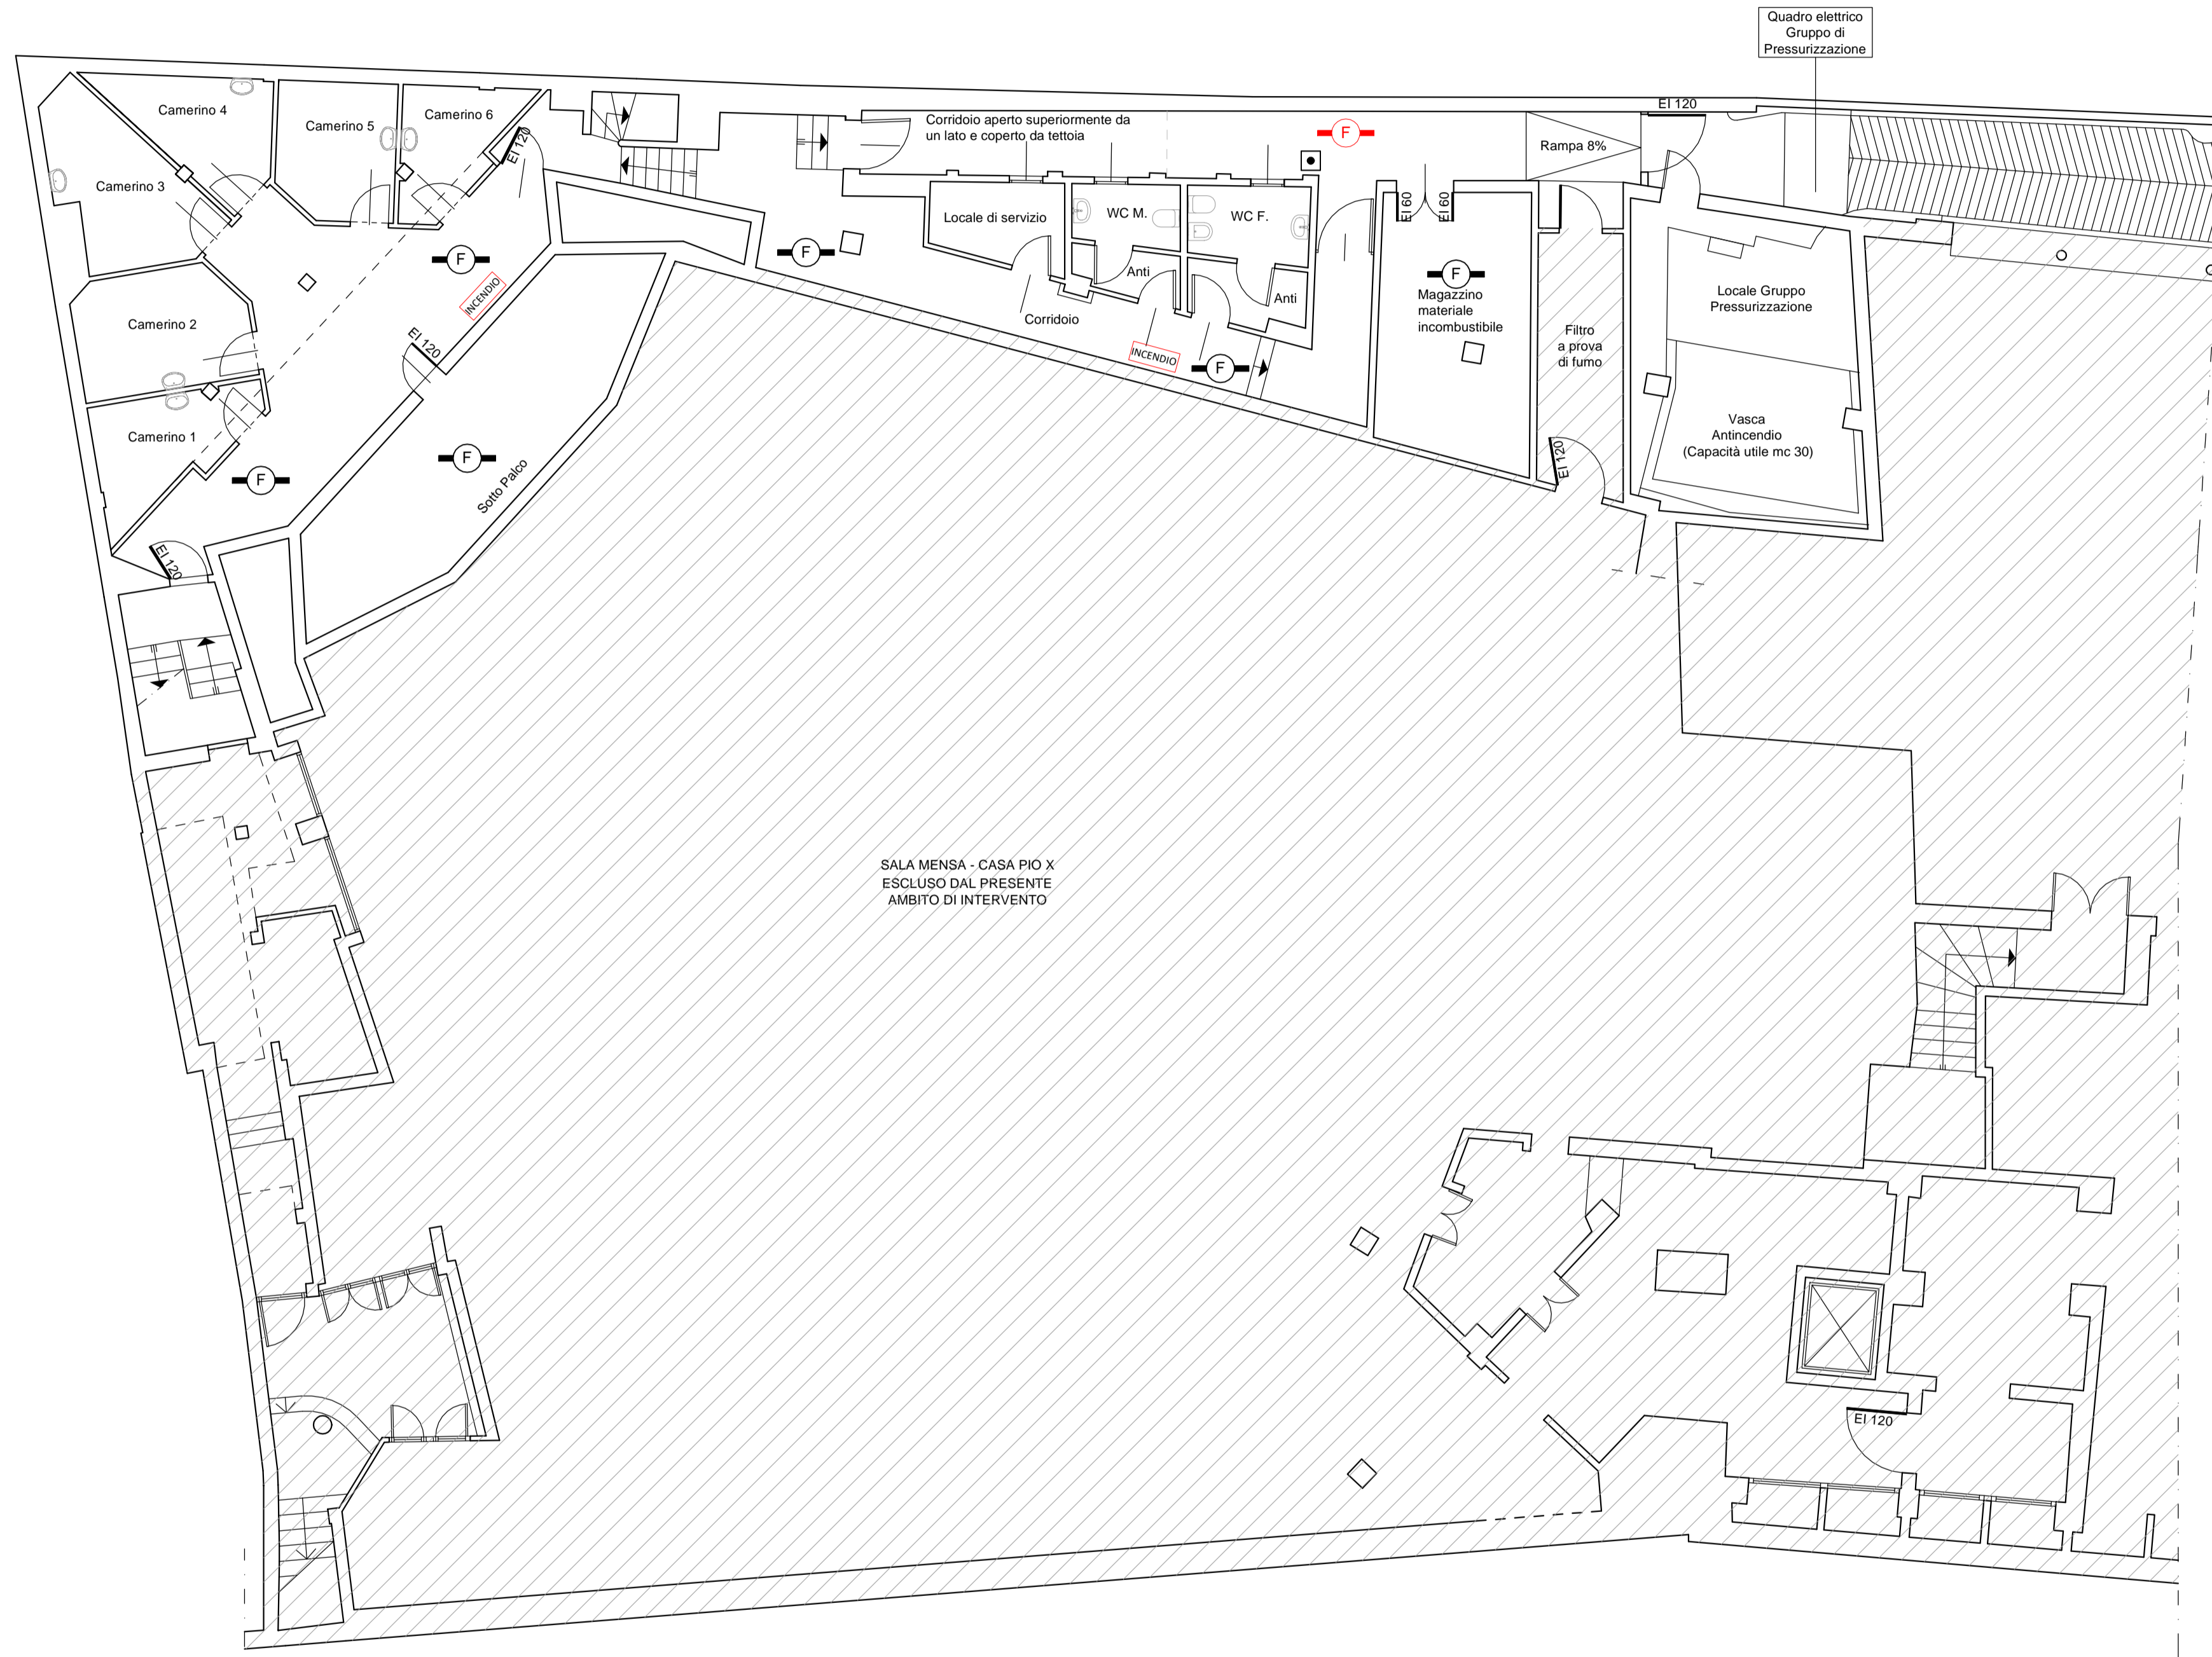 Quadro elettrico
Gruppo di
Pressurizzazione
EI 120
Camerino 4
Camerino 5
Camerino 6
EI 120
Corridoio aperto superiormente da
un lato e coperto da tettoia
F
Rampa 8%
Camerino 3
Locale di servizio
WC M.
WC F.
EI 60
EI 60
F
F
INCENDIO
Anti
Anti
F
Magazzino
materiale
incombustibile
Locale Gruppo
Pressurizzazione
Camerino 2
Corridoio
Filtro
a prova
di fumo
EI 120
INCENDIO
F
Camerino 1
Vasca
Antincendio
(Capacità utile mc 30)
F
F
Sotto Palco
EI 120
EI 120
SALA MENSA - CASA PIO X
ESCLUSO DAL PRESENTE
AMBITO DI INTERVENTO
EI 120